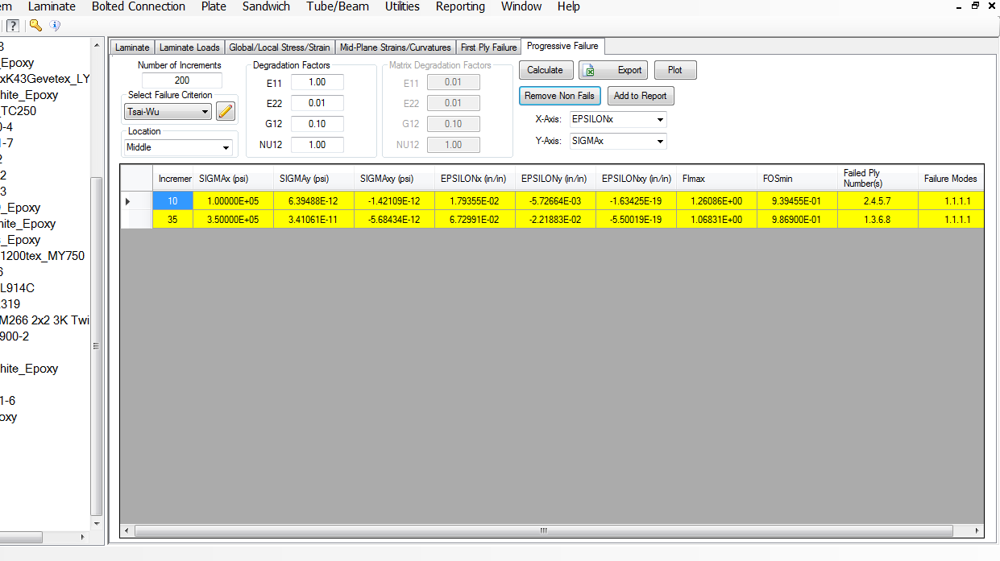 em Laminate Bolted Connection Plate Sandwich Tube/Beam Utilities Reporting Window Help
?
3
_Epoxy
xK43Gevetex_LY
hite_Epoxy
_TC250
0-4
1-7
2
2
3
0_Epoxy
hite_Epoxy
s_Epoxy
1200tex_MY750
6
L914C
319
M266 2x2 3K Twi
900-2
hite_Epoxy
1-6
oxy
Laminate Laminate Loads Global/Local Stress/Strain Mid-Plane Strains/Curvatures First Ply Failure Progressive Failure
Number of Increments
200
Select Failure Criterion
Tsai-Wu
Location
Middle
Degradation Factors
E11 1.00
E22 0.01
G12 0.10
NU12 1.00
Matrix Degradation Factors
E11 0.01
E22 0.01
G12 0.10
NU12 1.00
Calculate Export Plot
Remove Non Fails Add to Report
X-Axis: EPSILONx
Y-Axis: SIGMAx
Incremer SIGMAx (psi) SIGMAy (psi) SIGMAxy (psi) EPSILONx (in/in) EPSILONy (in/in) EPSILONxy (in/in) FImax FOSmin Failed Ply Number(s) Failure Modes
10 1.00000E+05 6.39488E-12 -1.42109E-12 1.79355E-02 -5.72664E-03 -1.63425E-19 1.26086E+00 9.39455E-01 2.4.5.7 1.1.1.1
35 3.50000E+05 3.41061E-11 -5.68434E-12 6.72991E-02 -2.21883E-02 -5.50019E-19 1.06831E+00 9.86900E-01 1.3.6.8 1.1.1.1